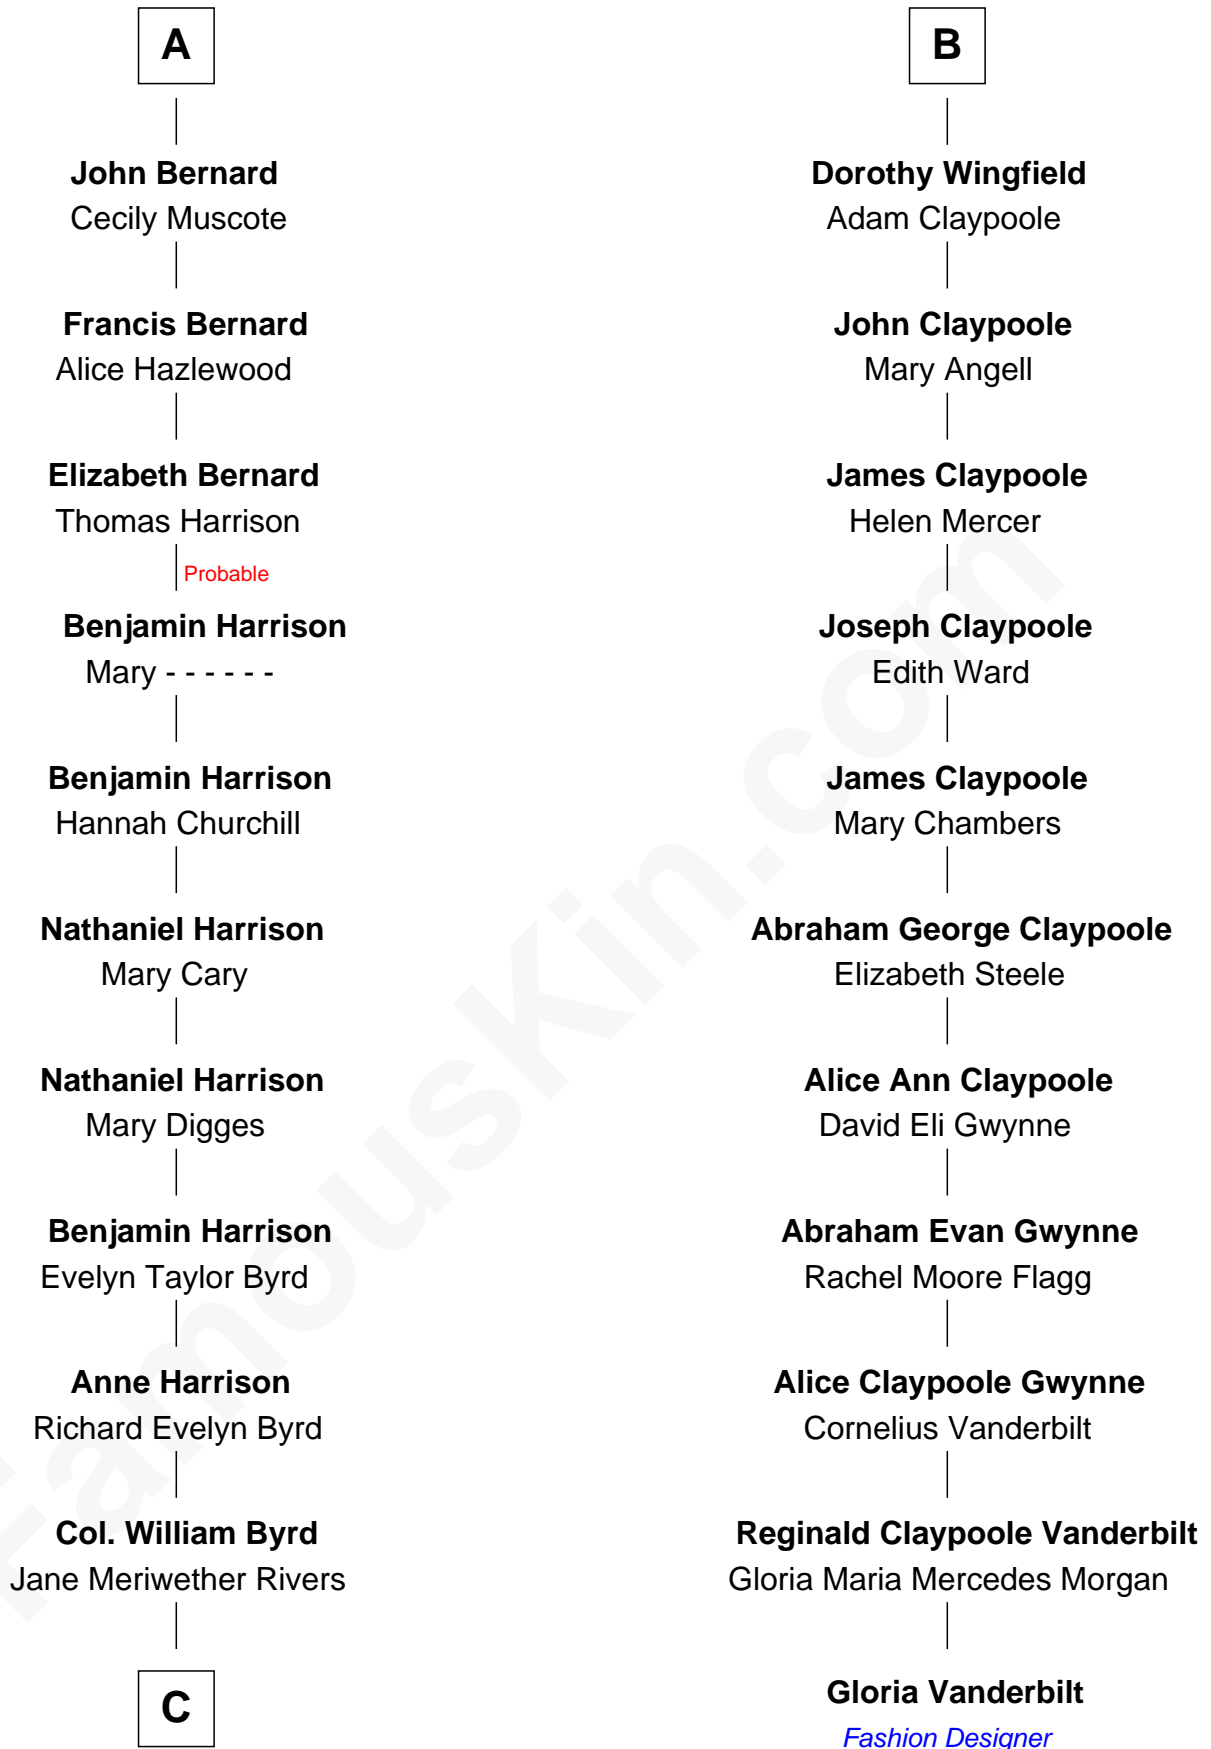 A
John Bernard
Cecily Muscote
Francis Bernard
Alice Hazlewood
Elizabeth Bernard
Thomas Harrison
Probable
Benjamin Harrison
Mary - - - - - -
Benjamin Harrison
Hannah Churchill
Nathaniel Harrison
Mary Cary
Nathaniel Harrison
Mary Digges
Benjamin Harrison
Evelyn Taylor Byrd
Anne Harrison
Richard Evelyn Byrd
Col. William Byrd
Jane Meriwether Rivers
C
B
Dorothy Wingfield
Adam Claypoole
John Claypoole
Mary Angell
James Claypoole
Helen Mercer
Joseph Claypoole
Edith Ward
James Claypoole
Mary Chambers
Abraham George Claypoole
Elizabeth Steele
Alice Ann Claypoole
David Eli Gwynne
Abraham Evan Gwynne
Rachel Moore Flagg
Alice Claypoole Gwynne
Cornelius Vanderbilt
Reginald Claypoole Vanderbilt
Gloria Maria Mercedes Morgan
Gloria Vanderbilt
Fashion Designer
FamousKin.com